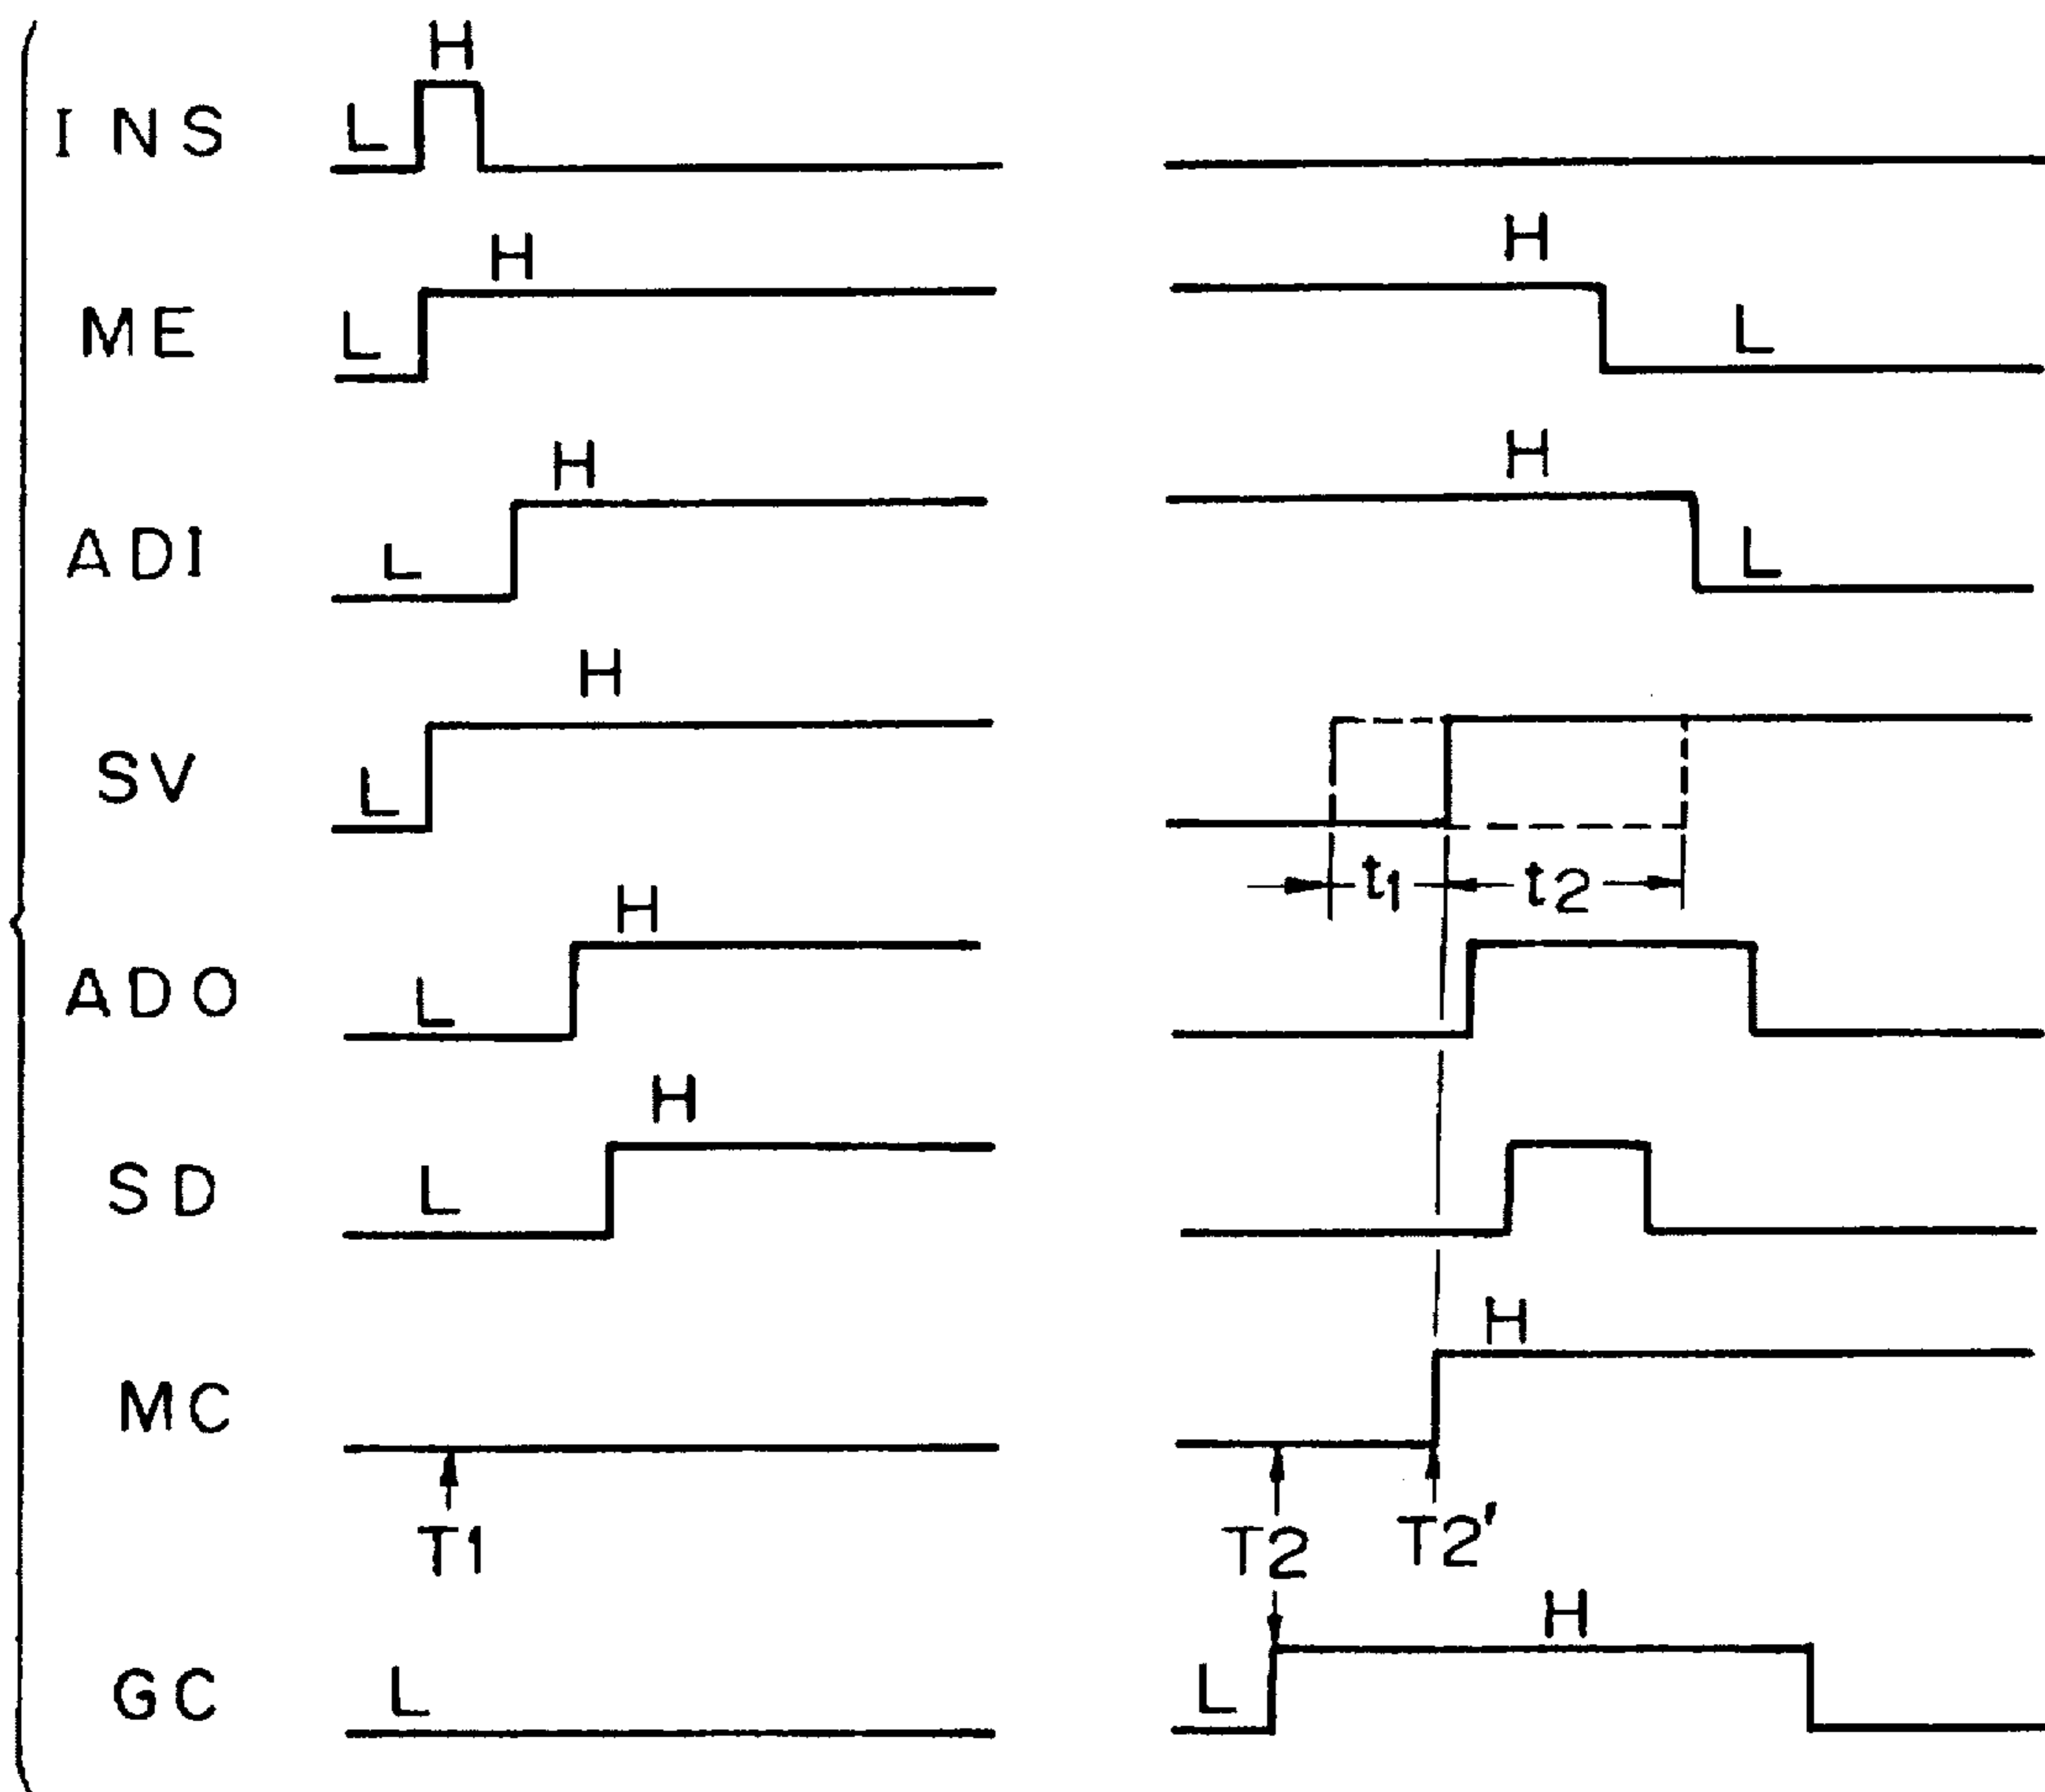 H
INS L
H H
ME L L
H H
ADI L L
H
SV L
t1 t2
H
ADO L
H
SD L
H
MC
T1 T2 T2'
H
GC L L